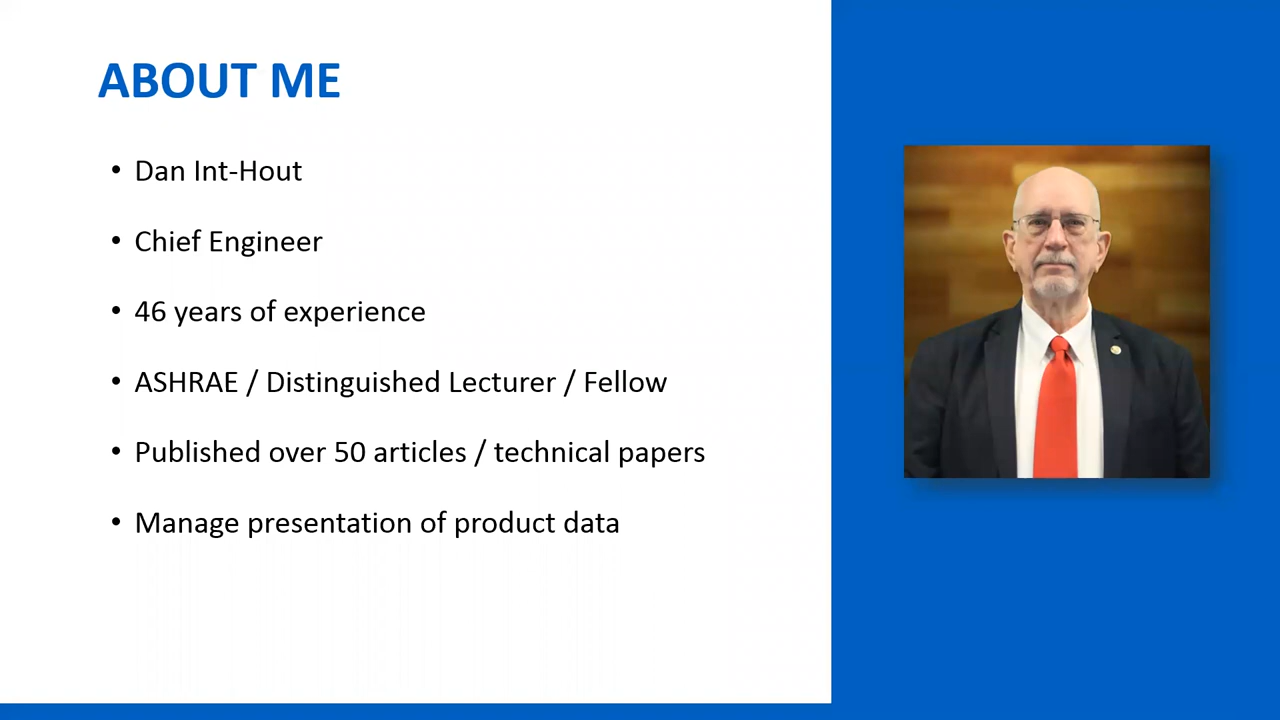 ABOUT ME
• Dan Int-Hout
• Chief Engineer
• 46 years of experience
• ASHRAE / Distinguished Lecturer / Fellow
• Published over 50 articles / technical papers
• Manage presentation of product data